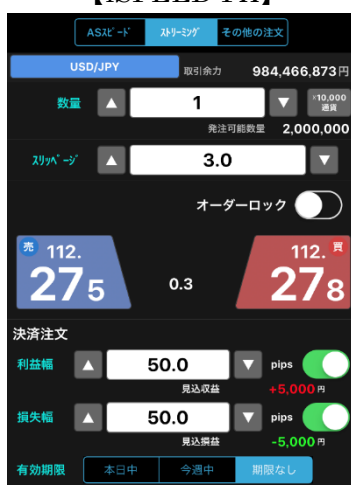 【iSPEED FX】
ASｽﾋﾟｰﾄﾞ ｽﾄﾘｰﾐﾝｸﾞ その他の注文
USD/JPY 取引余力 984,466,873円
数量 ▲ 1 ▼ ×10,000通貨
発注可能数量 2,000,000
ｽﾘｯﾍﾟｰｼﾞ ▲ 3.0 ▼
オーダーロック
売 112. 112. 買
275 0.3 278
決済注文
利益幅 ▲ 50.0 ▼ pips
見込収益 +5,000円
損失幅 ▲ 50.0 ▼ pips
見込損益 -5,000円
有効期限 本日中 今週中 期限なし